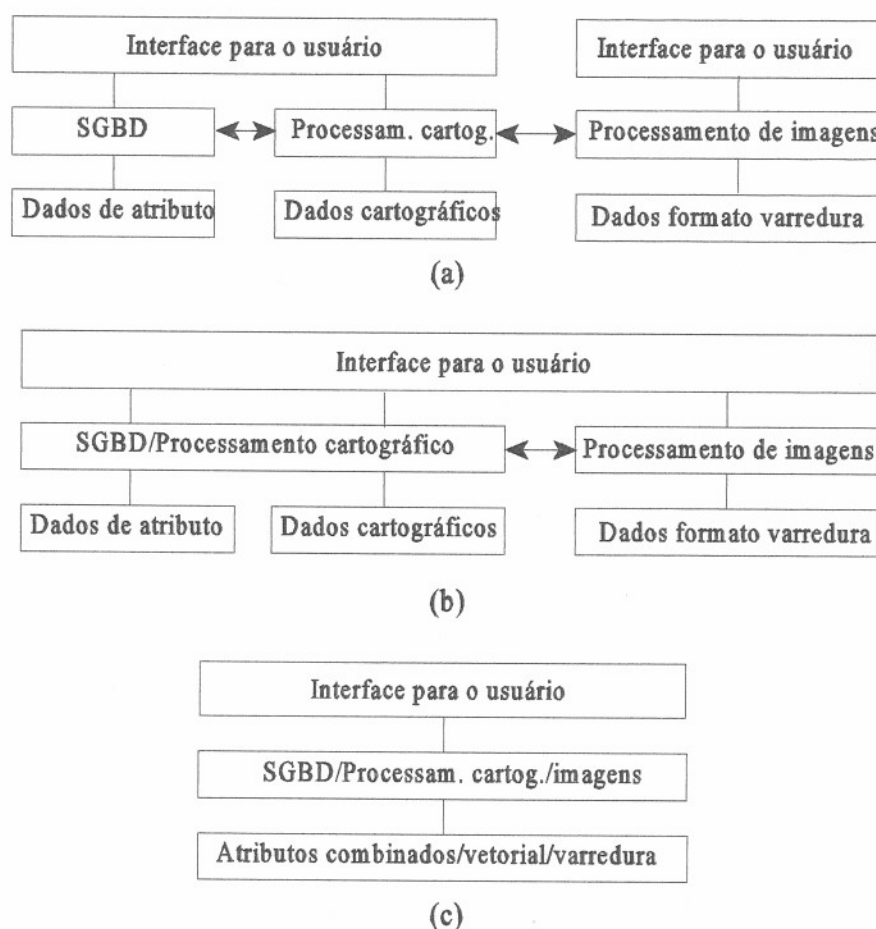 Interface para o usuário
Interface para o usuário
SGBD
Processam. cartog.
Processamento de imagens
Dados de atributo
Dados cartográficos
Dados formato varredura
(a)
Interface para o usuário
SGBD/Processamento cartográfico
Processamento de imagens
Dados de atributo
Dados cartográficos
Dados formato varredura
(b)
Interface para o usuário
SGBD/Processam. cartog./imagens
Atributos combinados/vetorial/varredura
(c)